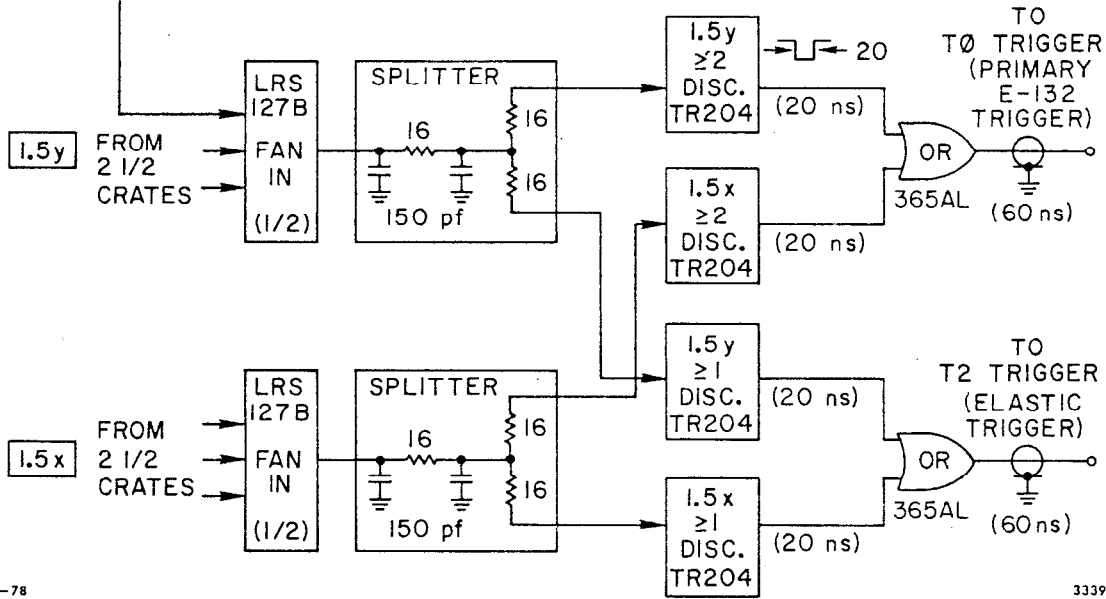 1.5y
FROM
2 1/2
CRATES
LRS
127B
FAN
IN
(1/2)
SPLITTER
16
16
16
150 pf
1.5y
≥2
DISC.
TR204
20
(20 ns)
1.5x
≥2
DISC.
TR204
(20 ns)
OR
365AL
TO
TØ TRIGGER
(PRIMARY
E-132
TRIGGER)
(60 ns)
1.5x
FROM
2 1/2
CRATES
LRS
127B
FAN
IN
(1/2)
SPLITTER
16
16
16
150 pf
1.5y
≥1
DISC.
TR204
(20 ns)
1.5x
≥1
DISC.
TR204
(20 ns)
OR
365AL
TO
T2 TRIGGER
(ELASTIC
TRIGGER)
(60ns)
-78
3339